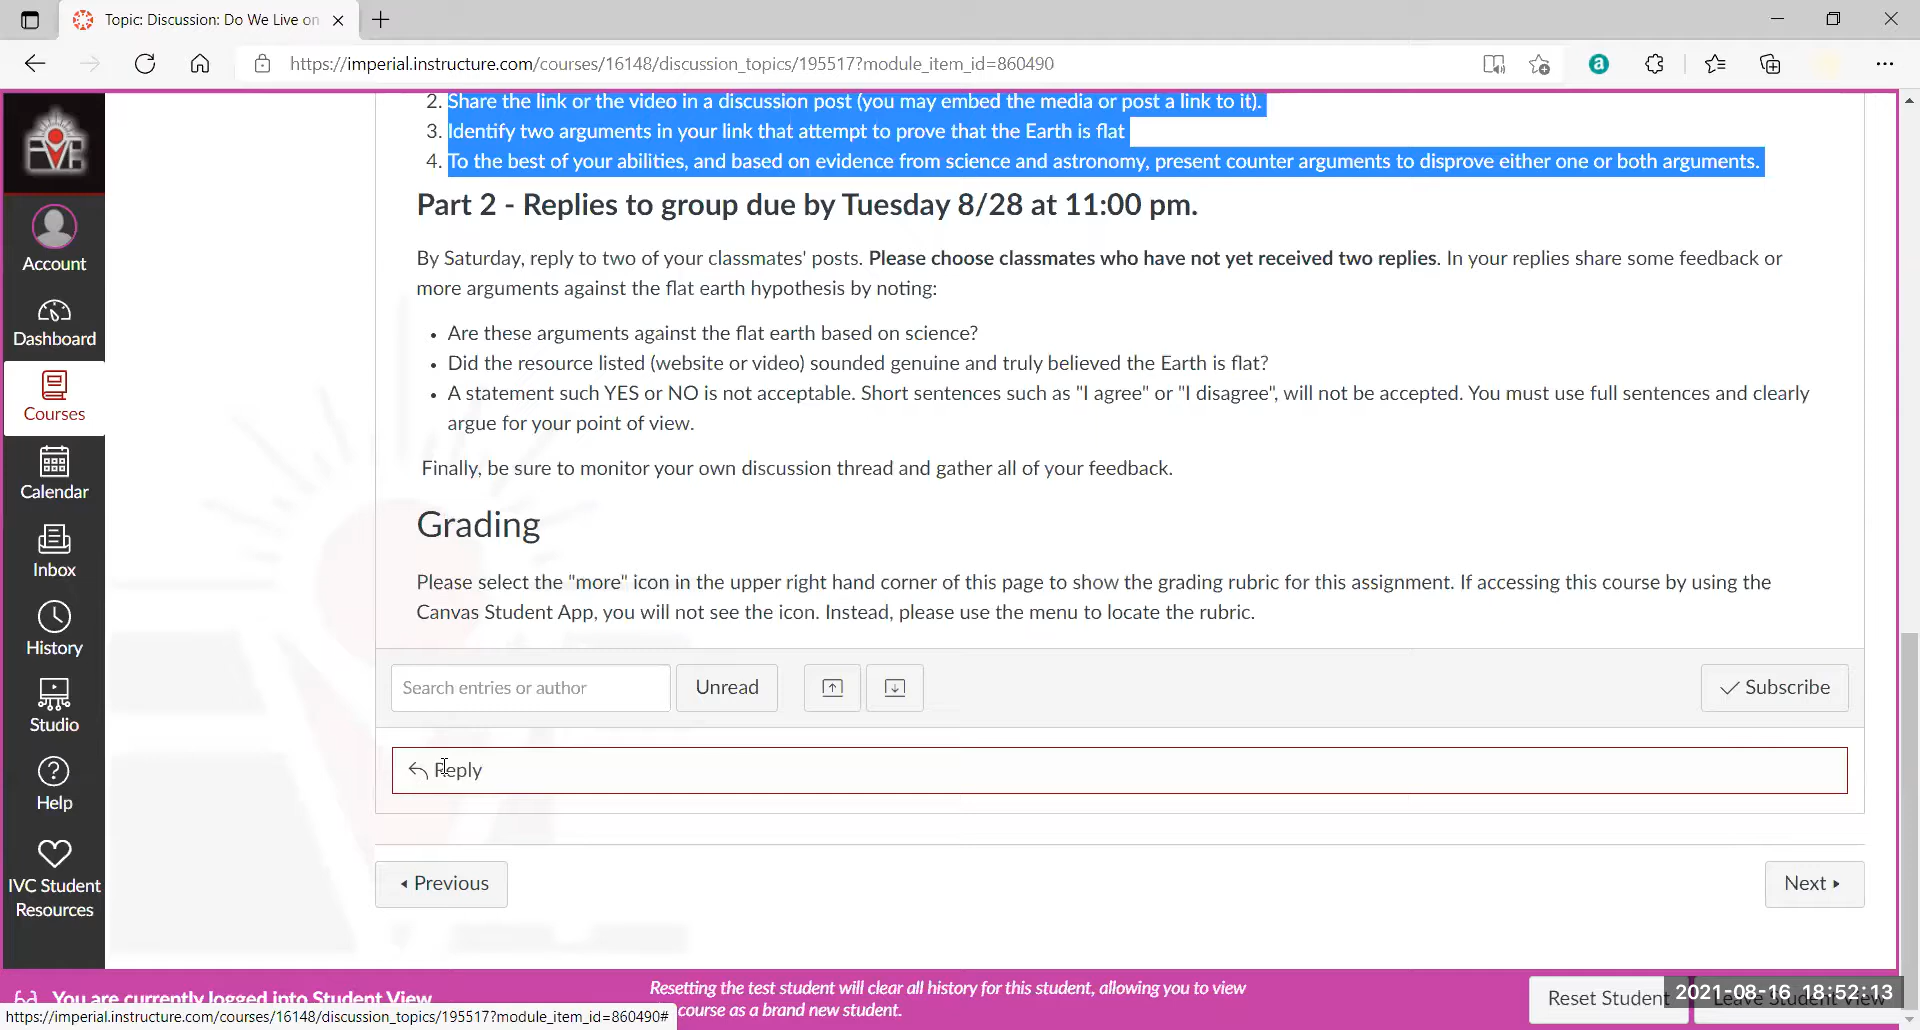 Topic: Discussion: Do We Live on
https://imperial.instructure.com/courses/16148/discussion_topics/195517?module_item_id=860490
2. Share the link or the video in a discussion post (you may embed the media or post a link to it).
3. Identify two arguments in your link that attempt to prove that the Earth is flat
4. To the best of your abilities, and based on evidence from science and astronomy, present counter arguments to disprove either one or both arguments.
Part 2 - Replies to group due by Tuesday 8/28 at 11:00 pm.
By Saturday, reply to two of your classmates' posts. Please choose classmates who have not yet received two replies. In your replies share some feedback or
more arguments against the flat earth hypothesis by noting:
• Are these arguments against the flat earth based on science?
• Did the resource listed (website or video) sounded genuine and truly believed the Earth is flat?
• A statement such YES or NO is not acceptable. Short sentences such as "I agree" or "I disagree", will not be accepted. You must use full sentences and clearly
argue for your point of view.
Finally, be sure to monitor your own discussion thread and gather all of your feedback.
Grading
Please select the "more" icon in the upper right hand corner of this page to show the grading rubric for this assignment. If accessing this course by using the
Canvas Student App, you will not see the icon. Instead, please use the menu to locate the rubric.
Search entries or author
Unread
Subscribe
Reply
Previous
Next
Account
Dashboard
Courses
Calendar
Inbox
History
Studio
Help
IVC Student
Resources
You are currently logged into Student View
Resetting the test student will clear all history for this student, allowing you to view
course as a brand new student.
Reset Student
Leave Student View
2021-08-16 18:52:13
https://imperial.instructure.com/courses/16148/discussion_topics/195517?module_item_id=860490#